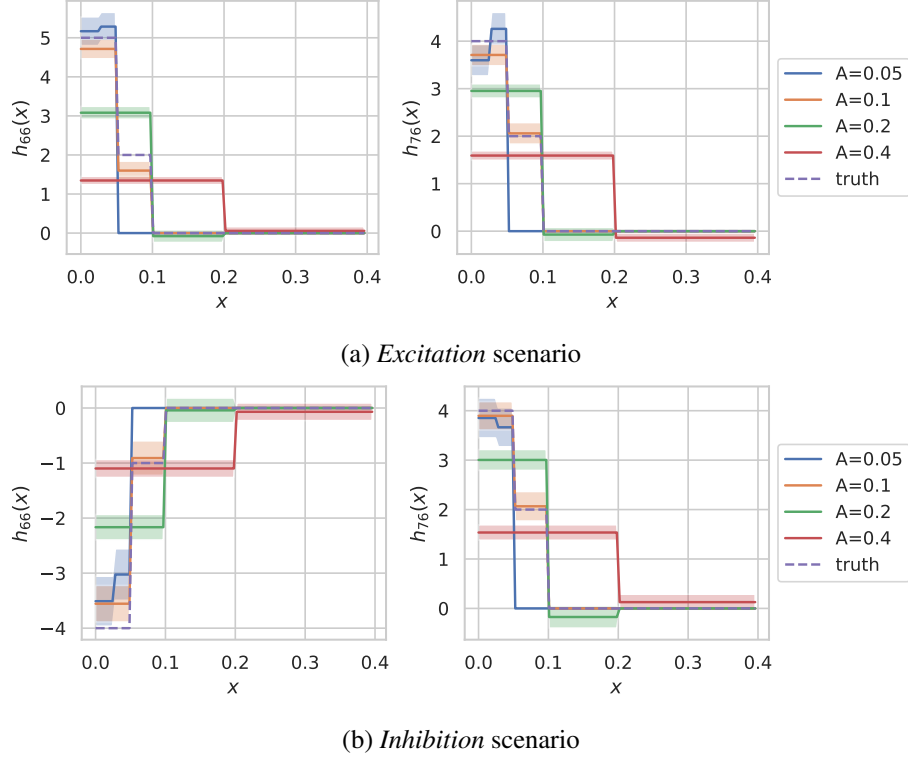 5
4
3
2
1
0
h₆₆(x)
0.0 0.1 0.2 0.3 0.4
x
4
3
2
1
0
h₇₆(x)
0.0 0.1 0.2 0.3 0.4
x
A=0.05
A=0.1
A=0.2
A=0.4
truth
(a) Excitation scenario
0
−1
−2
−3
−4
h₆₆(x)
0.0 0.1 0.2 0.3 0.4
x
4
3
2
1
0
h₇₆(x)
0.0 0.1 0.2 0.3 0.4
x
A=0.05
A=0.1
A=0.2
A=0.4
truth
(b) Inhibition scenario